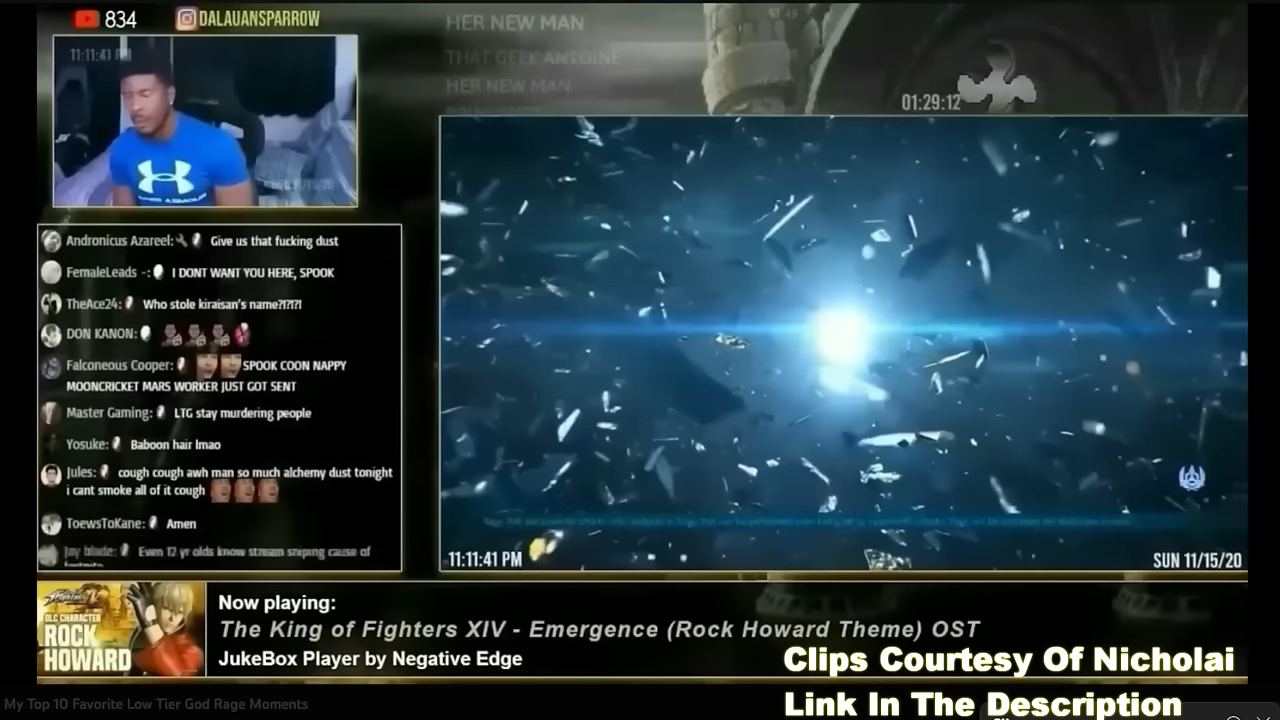 834
DALAUANSPARROW
11:11:41 PM
HER NEW MAN
THAT GEEK ANTOINE
HER NEW MAN
01:29:12
Andronicus Azareel: Give us that fucking dust
FemaleLeads -: I DONT WANT YOU HERE, SPOOK
TheAce24: Who stole kiraisan's name?!?!?!
DON KANON:
Falconeous Cooper: SPOOK COON NAPPY
MOONCRICKET MARS WORKER JUST GOT SENT
Master Gaming: LTG stay murdering people
Yosuke: Baboon hair lmao
Jules: cough cough awh man so much alchemy dust tonight
i cant smoke all of it cough
ToewsToKane: Amen
Jay blade: Even 12 yr olds know stream sniping cause of
11:11:41 PM
SUN 11/15/20
DLC CHARACTER
ROCK
HOWARD
Now playing:
The King of Fighters XIV - Emergence (Rock Howard Theme) OST
JukeBox Player by Negative Edge
Clips Courtesy Of Nicholai
Link In The Description
My Top 10 Favorite Low Tier God Rage Moments